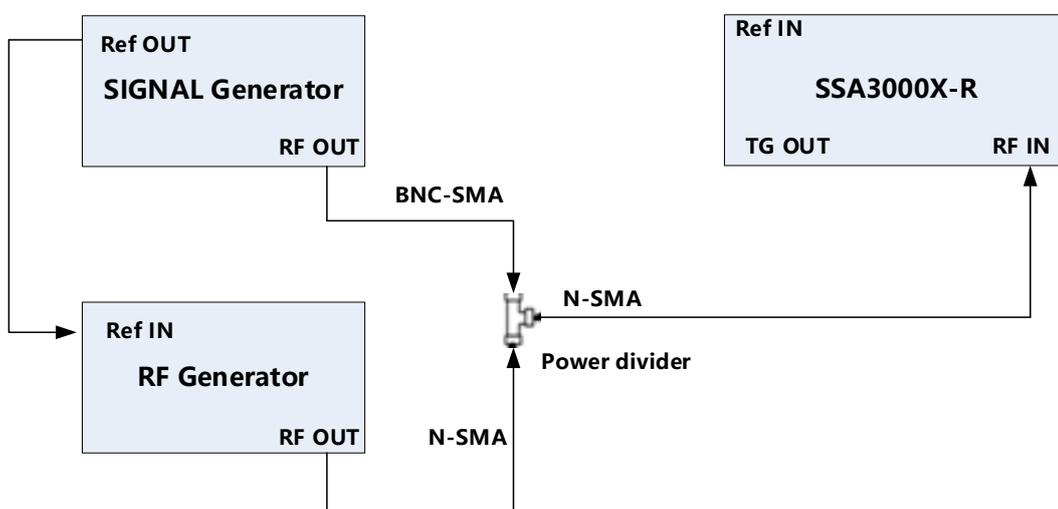 Ref OUT
SIGNAL Generator
RF OUT
Ref IN
SSA3000X-R
TG OUT
RF IN
BNC-SMA
N-SMA
Power divider
Ref IN
RF Generator
RF OUT
N-SMA